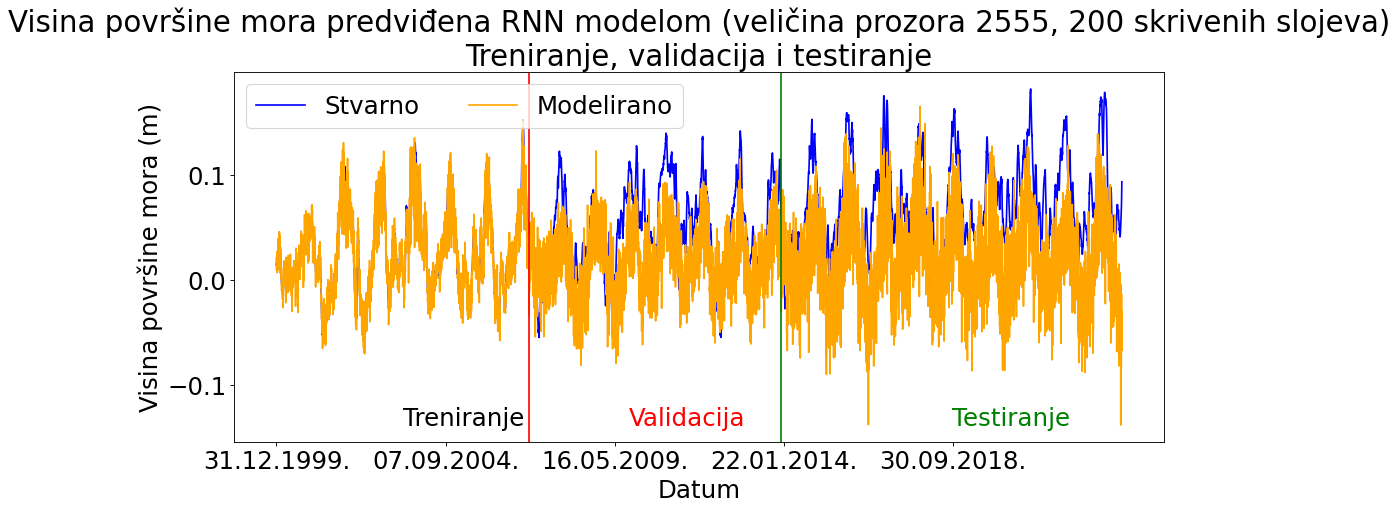 Visina površine mora predviđena RNN modelom (veličina prozora 2555, 200 skrivenih slojeva)
Treniranje, validacija i testiranje
Stvarno
Modelirano
Visina površine mora (m)
0.1
0.0
−0.1
Treniranje
Validacija
Testiranje
31.12.1999.
07.09.2004.
16.05.2009.
22.01.2014.
30.09.2018.
Datum